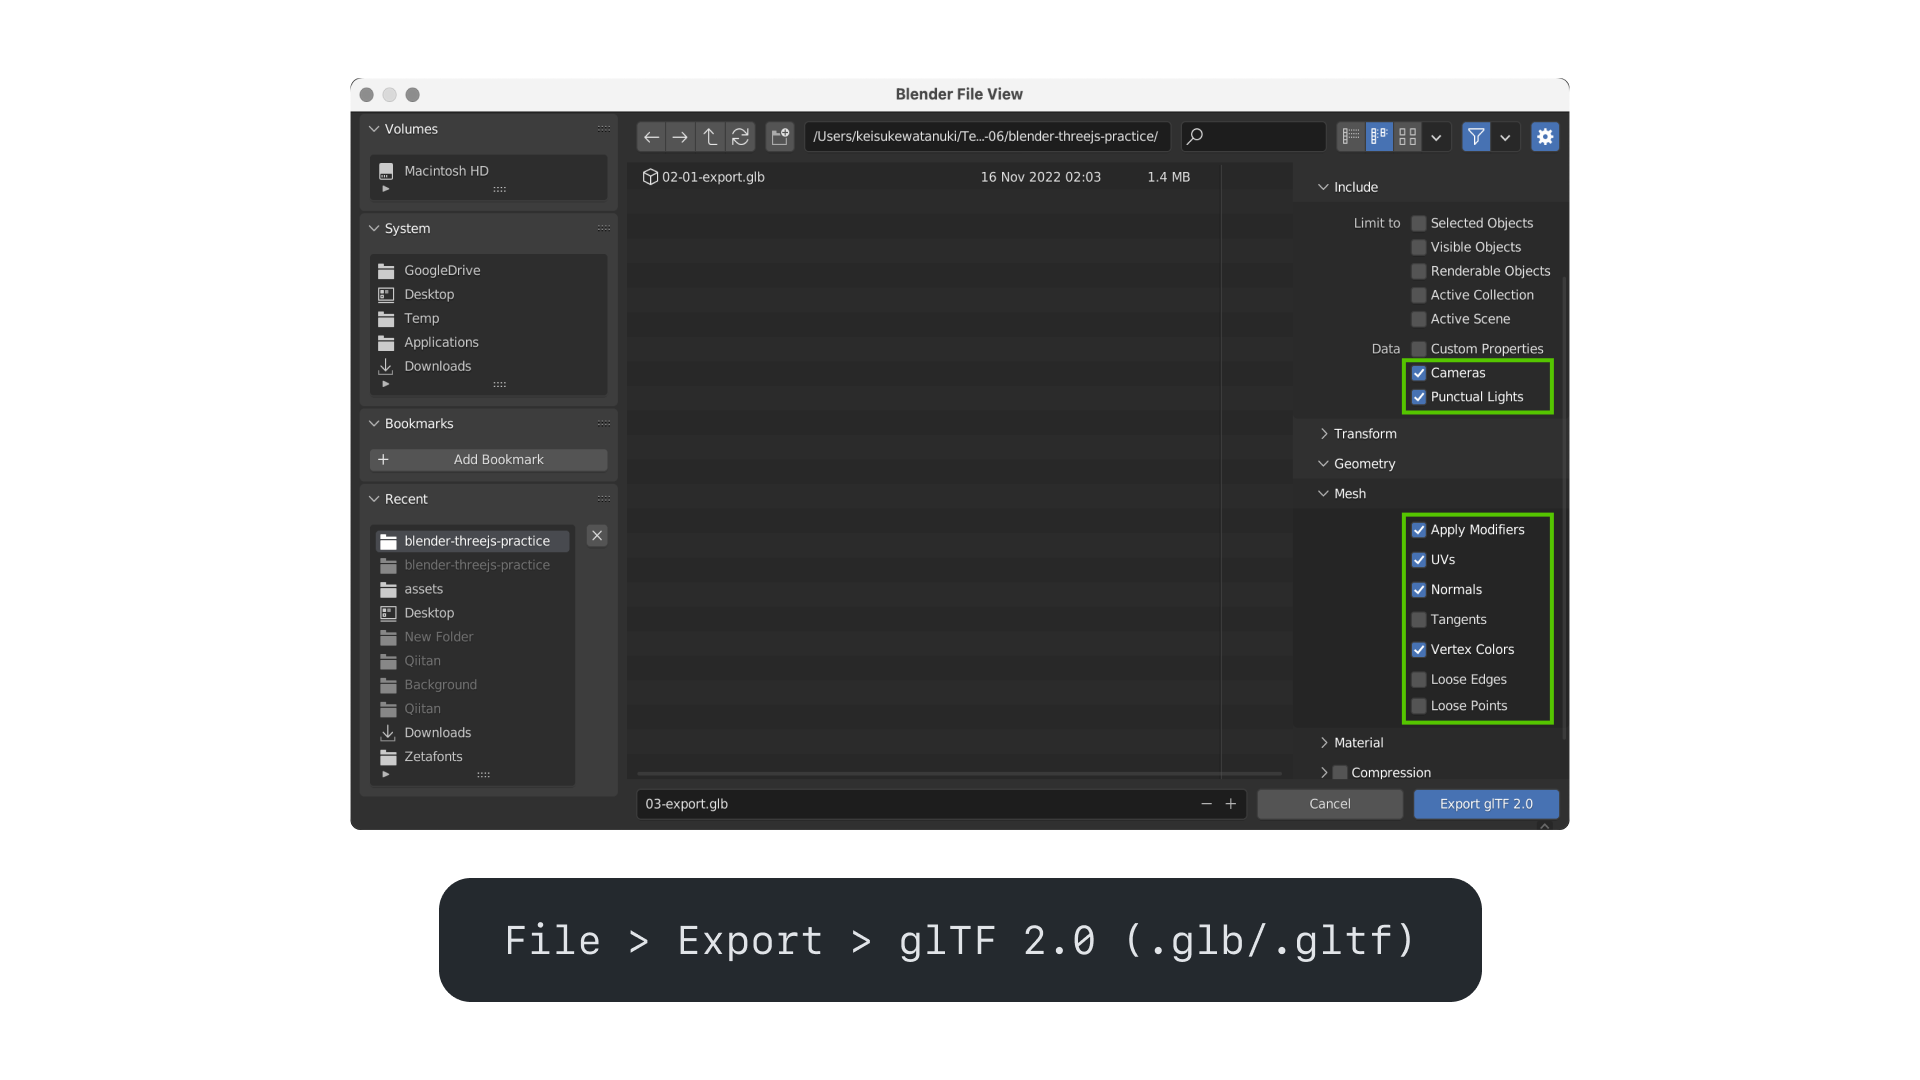 Blender File View
Volumes
Macintosh HD
System
GoogleDrive
Desktop
Temp
Applications
Downloads
Bookmarks
Add Bookmark
Recent
blender-threejs-practice
blender-threejs-practice
assets
Desktop
New Folder
Qiitan
Background
Qiitan
Downloads
Zetafonts
/Users/keisukewatanuki/Te...-06/blender-threejs-practice/
02-01-export.glb 16 Nov 2022 02:03 1.4 MB
Include
Limit to Selected Objects
Visible Objects
Renderable Objects
Active Collection
Active Scene
Data Custom Properties
Cameras
Punctual Lights
Transform
Geometry
Mesh
Apply Modifiers
UVs
Normals
Tangents
Vertex Colors
Loose Edges
Loose Points
Material
Compression
03-export.glb
Cancel
Export glTF 2.0
File > Export > glTF 2.0 (.glb/.gltf)